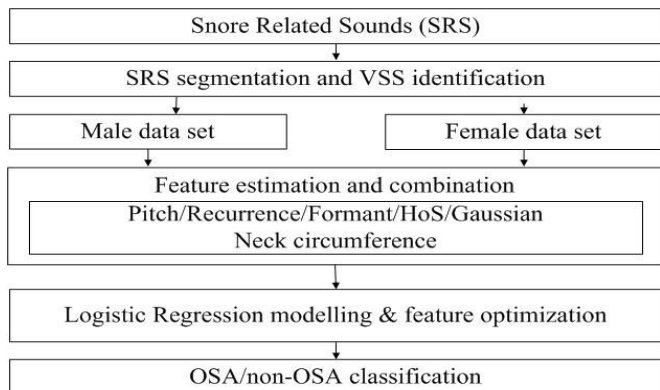 Snore Related Sounds (SRS)
SRS segmentation and VSS identification
Male data set
Female data set
Feature estimation and combination
Pitch/Recurrence/Formant/HoS/Gaussian
Neck circumference
Logistic Regression modelling & feature optimization
OSA/non-OSA classification